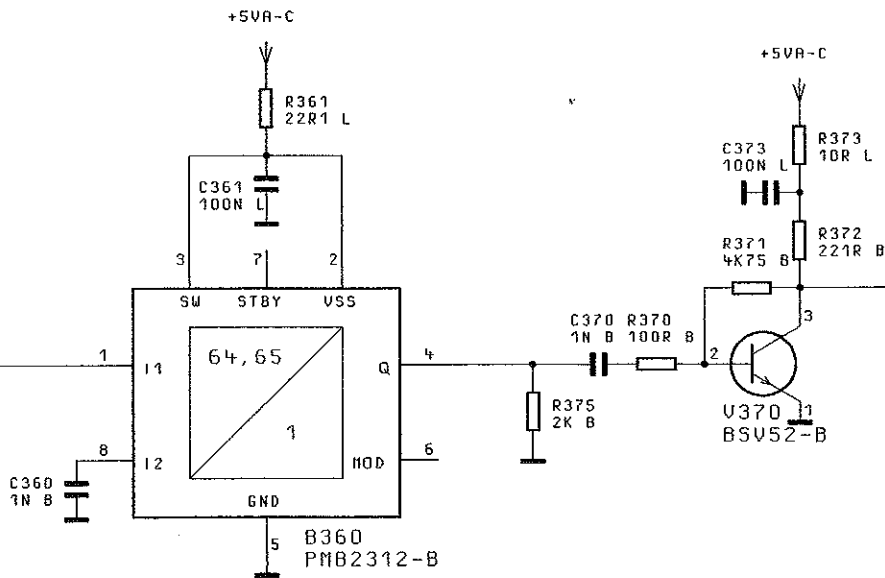 +5VA-C
+5VA-C
R361
22R1 L
C373
100N L
R373
10R L
C361
100N L
R371
4K75 B
R372
221R B
3
7
2
SW
STBY
VSS
3
C370
1N B
R370
100R B
1
I1
64,65
Q
4
2
1
R375
2K B
V370
BSV52-B
1
8
I2
MOD
6
C360
1N B
GND
5
B360
PMB2312-B